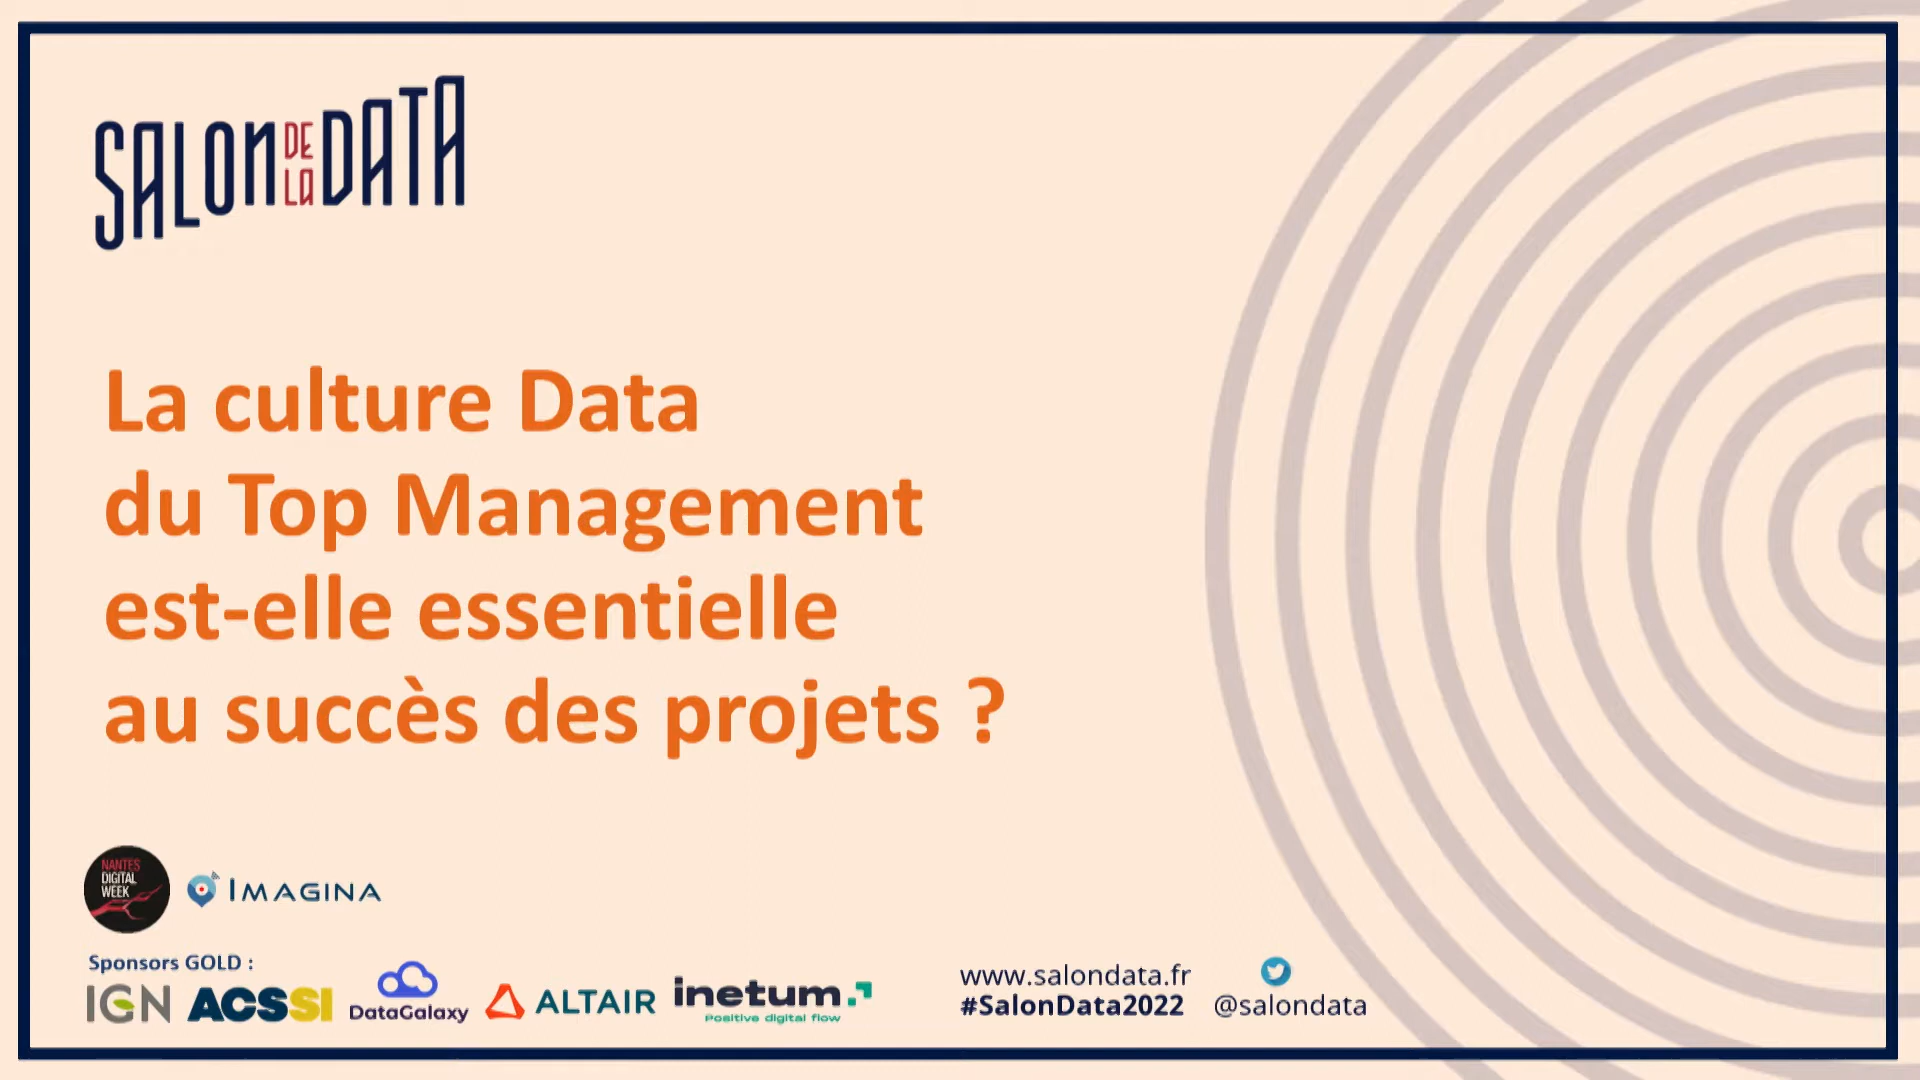 SALON DE LA DATA
La culture Data
du Top Management
est-elle essentielle
au succès des projets ?
NANTES
DIGITAL
WEEK
IMAGINA
Sponsors GOLD :
IGN
ACSSI
DataGalaxy
ALTAIR
inetum
Positive digital flow
www.salondata.fr
#SalonData2022
@salondata